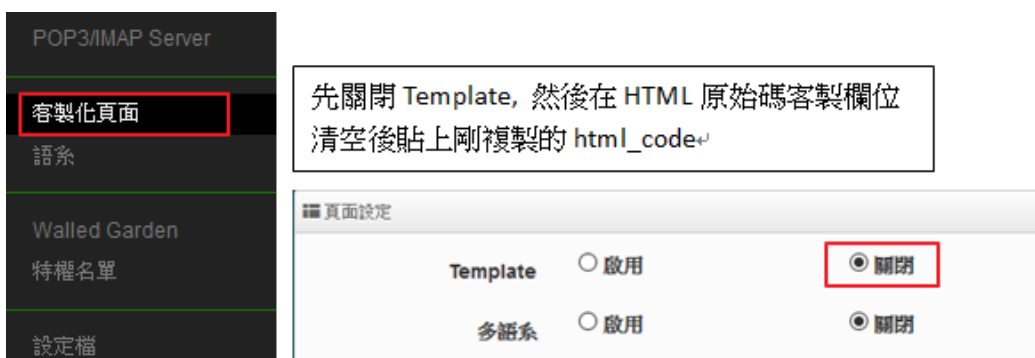 POP3/IMAP Server
客製化頁面
語系
Walled Garden
特權名單
設定檔
先關閉 Template, 然後在 HTML 原始碼客製欄位
清空後貼上剛複製的 html_code
頁面設定
Template 啟用 關閉
多語系 啟用 關閉